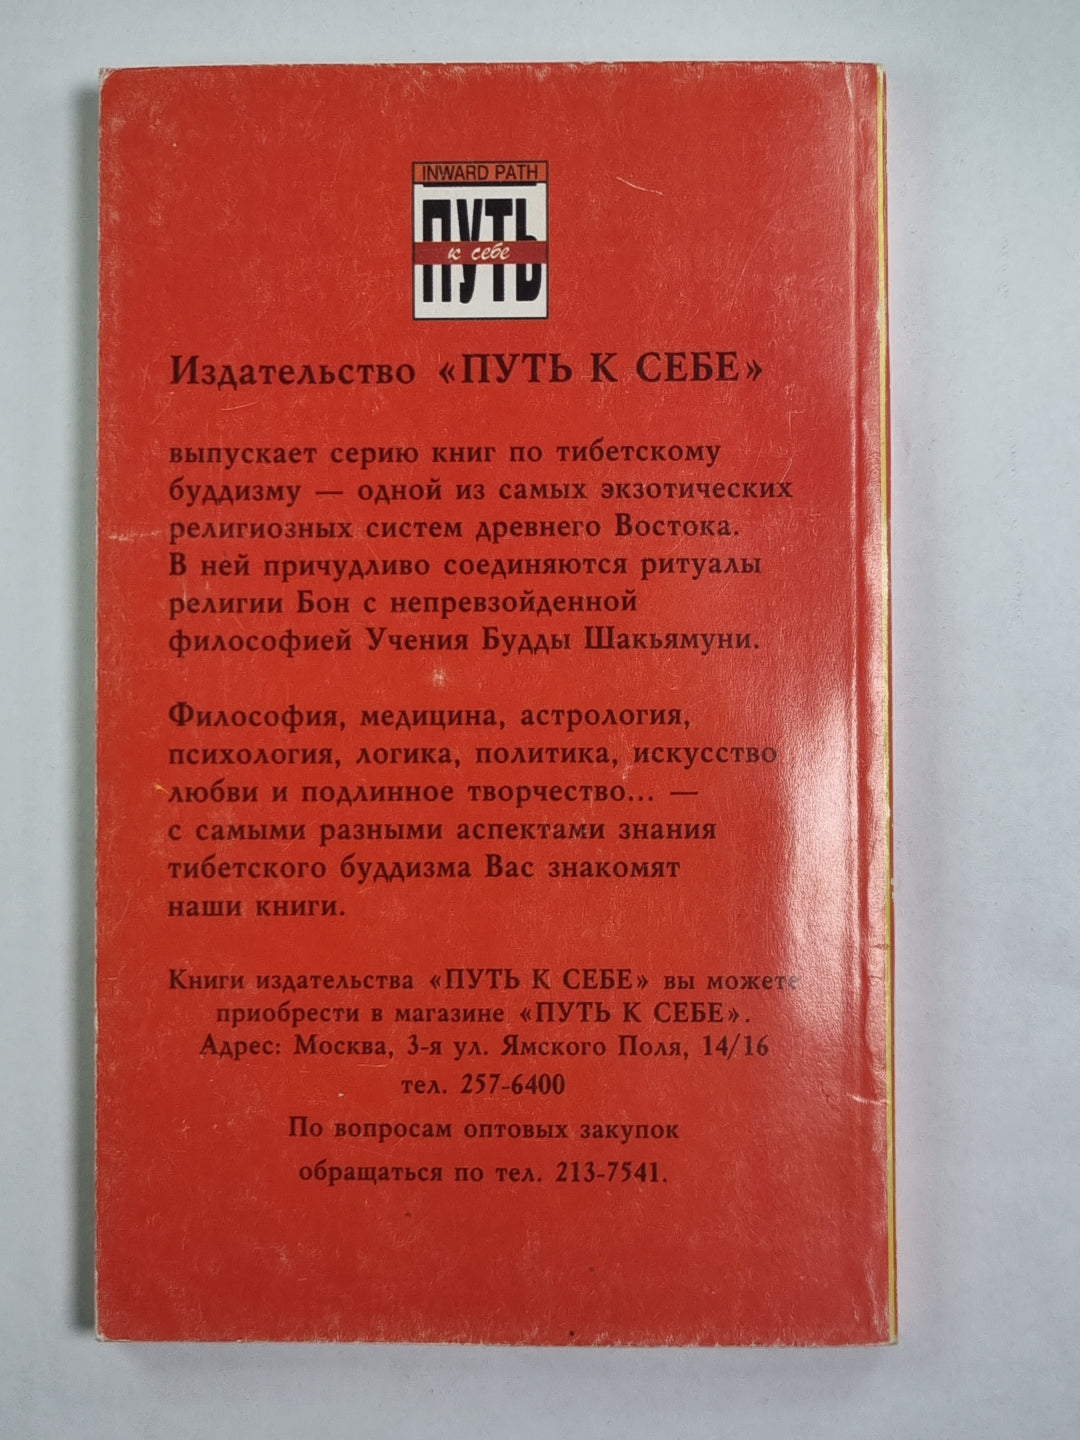 INWARD PATH
ПУТЬ
к себе
Издательство «ПУТЬ К СЕБЕ»
выпускает серию книг по тибетскому
буддизму — одной из самых экзотических
религиозных систем древнего Востока.
В ней причудливо соединяются ритуалы
религии Бон с непревзойденной
философией Учения Будды Шакьямуни.
Философия, медицина, астрология,
психология, логика, политика, искусство
любви и подлинное творчество... —
с самыми разными аспектами знания
тибетского буддизма Вас знакомят
наши книги.
Книги издательства «ПУТЬ К СЕБЕ» вы можете
приобрести в магазине «ПУТЬ К СЕБЕ».
Адрес: Москва, 3-я ул. Ямского Поля, 14/16
тел. 257-6400
По вопросам оптовых закупок
обращаться по тел. 213-7541.